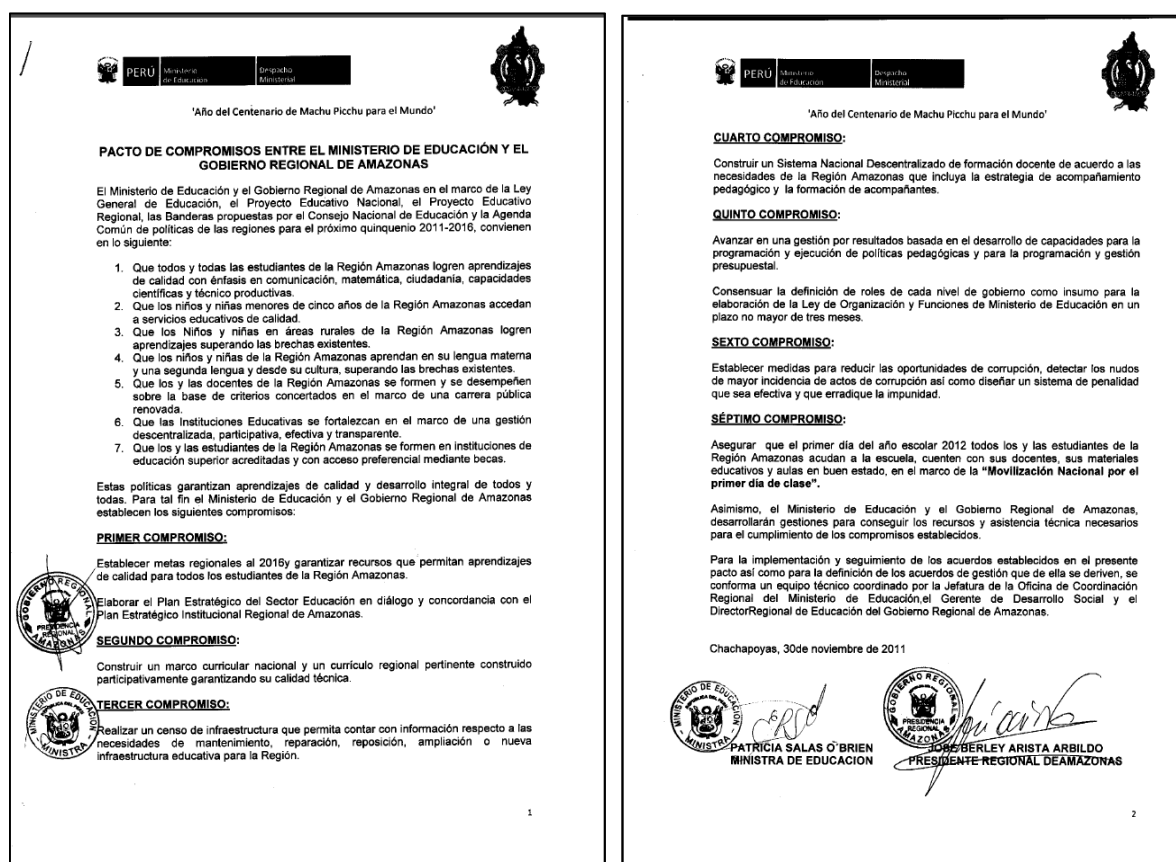 PERÚ
Ministerio
de Educación
Despacho
Ministerial
'Año del Centenario de Machu Picchu para el Mundo'
PACTO DE COMPROMISOS ENTRE EL MINISTERIO DE EDUCACIÓN Y EL
GOBIERNO REGIONAL DE AMAZONAS
El Ministerio de Educación y el Gobierno Regional de Amazonas en el marco de la Ley
General de Educación, el Proyecto Educativo Nacional, el Proyecto Educativo
Regional, las Banderas propuestas por el Consejo Nacional de Educación y la Agenda
Común de políticas de las regiones para el próximo quinquenio 2011-2016, convienen
en lo siguiente:
1. Que todos y todas las estudiantes de la Región Amazonas logren aprendizajes
de calidad con énfasis en comunicación, matemática, ciudadanía, capacidades
científicas y técnico productivas.
2. Que los niños y niñas menores de cinco años de la Región Amazonas accedan
a servicios educativos de calidad.
3. Que los Niños y niñas en áreas rurales de la Región Amazonas logren
aprendizajes superando las brechas existentes.
4. Que los niños y niñas de la Región Amazonas aprendan en su lengua materna
y una segunda lengua y desde su cultura, superando las brechas existentes.
5. Que los y las docentes de la Región Amazonas se formen y se desempeñen
sobre la base de criterios concertados en el marco de una carrera pública
renovada.
6. Que las Instituciones Educativas se fortalezcan en el marco de una gestión
descentralizada, participativa, efectiva y transparente.
7. Que los y las estudiantes de la Región Amazonas se formen en instituciones de
educación superior acreditadas y con acceso preferencial mediante becas.
Estas políticas garantizan aprendizajes de calidad y desarrollo integral de todos y
todas. Para tal fin el Ministerio de Educación y el Gobierno Regional de Amazonas
establecen los siguientes compromisos:
PRIMER COMPROMISO:
Establecer metas regionales al 2016y garantizar recursos que permitan aprendizajes
de calidad para todos los estudiantes de la Región Amazonas.
Elaborar el Plan Estratégico del Sector Educación en diálogo y concordancia con el
Plan Estratégico Institucional Regional de Amazonas.
SEGUNDO COMPROMISO:
Construir un marco curricular nacional y un currículo regional pertinente construido
participativamente garantizando su calidad técnica.
TERCER COMPROMISO:
Realizar un censo de infraestructura que permita contar con información respecto a las
necesidades de mantenimiento, reparación, reposición, ampliación o nueva
infraestructura educativa para la Región.
GOBIERNO REGIONAL
PRESIDENCIA
REGIONAL
AMAZONAS
MINISTERIO DE EDUCACION
MINISTRA
1
PERÚ
Ministerio
de Educación
Despacho
Ministerial
'Año del Centenario de Machu Picchu para el Mundo'
CUARTO COMPROMISO:
Construir un Sistema Nacional Descentralizado de formación docente de acuerdo a las
necesidades de la Región Amazonas que incluya la estrategia de acompañamiento
pedagógico y la formación de acompañantes.
QUINTO COMPROMISO:
Avanzar en una gestión por resultados basada en el desarrollo de capacidades para la
programación y ejecución de políticas pedagógicas y para la programación y gestión
presupuestal.
Consensuar la definición de roles de cada nivel de gobierno como insumo para la
elaboración de la Ley de Organización y Funciones de Ministerio de Educación en un
plazo no mayor de tres meses.
SEXTO COMPROMISO:
Establecer medidas para reducir las oportunidades de corrupción, detectar los nudos
de mayor incidencia de actos de corrupción así como diseñar un sistema de penalidad
que sea efectiva y que erradique la impunidad.
SÉPTIMO COMPROMISO:
Asegurar que el primer día del año escolar 2012 todos los y las estudiantes de la
Región Amazonas acudan a la escuela, cuenten con sus docentes, sus materiales
educativos y aulas en buen estado, en el marco de la "Movilización Nacional por el
primer día de clase".
Asimismo, el Ministerio de Educación y el Gobierno Regional de Amazonas,
desarrollarán gestiones para conseguir los recursos y asistencia técnica necesarios
para el cumplimiento de los compromisos establecidos.
Para la implementación y seguimiento de los acuerdos establecidos en el presente
pacto así como para la definición de los acuerdos de gestión que de ella se deriven, se
conforma un equipo técnico coordinado por la Jefatura de la Oficina de Coordinación
Regional del Ministerio de Educación,el Gerente de Desarrollo Social y el
DirectorRegional de Educación del Gobierno Regional de Amazonas.
Chachapoyas, 30de noviembre de 2011
MINISTERIO DE EDUCACION
MINISTRA
PATRICIA SALAS O´BRIEN
MINISTRA DE EDUCACION
GOBIERNO REGIONAL
PRESIDENCIA
REGIONAL
AMAZONAS
JOSE BERLEY ARISTA ARBILDO
PRESIDENTE REGIONAL DEAMAZONAS
2